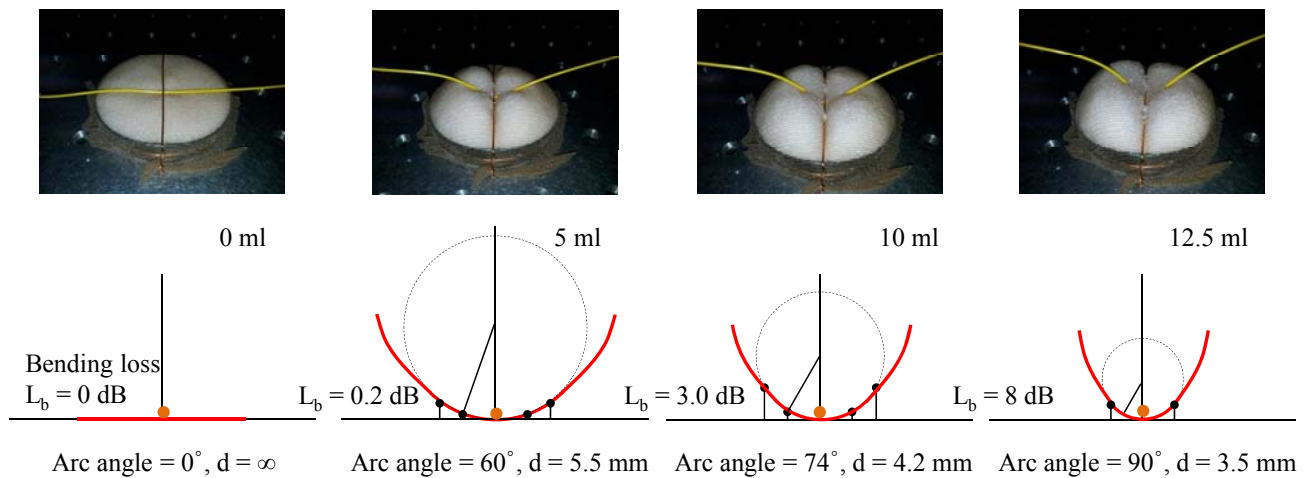 0 ml
5 ml
10 ml
12.5 ml
Bending loss
L_b = 0 dB
L_b = 0.2 dB
L_b = 3.0 dB
L_b = 8 dB
Arc angle = 0°, d = ∞
Arc angle = 60°, d = 5.5 mm
Arc angle = 74°, d = 4.2 mm
Arc angle = 90°, d = 3.5 mm